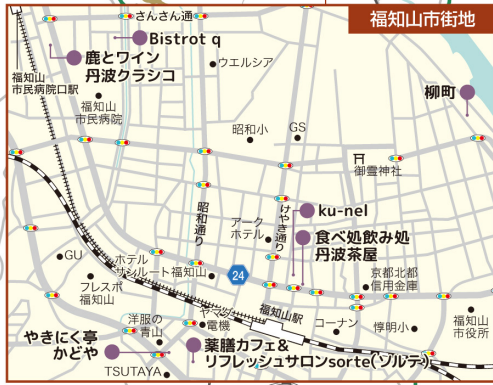 福知山市街地
さんさん通
Bistrot q
鹿とワイン
丹波クラシコ
ウエルシア
福知山
市民病院口駅
福知山
市民病院
柳町
昭和小
GS
御霊神社
昭和通り
けやき通り
ku-nel
アーク
ホテル
食べ処飲み処
丹波茶屋
GU
ホテル
サンルート福知山
24
京都北都
信用金庫
フレスポ
福知山
福知山駅
ヤマダ
電機
コーナン
惇明小
福知山
市役所
洋服の
青山
やきにく亭
かどや
薬膳カフェ&
リフレッシュサロンsorte(ソルテ)
TSUTAYA